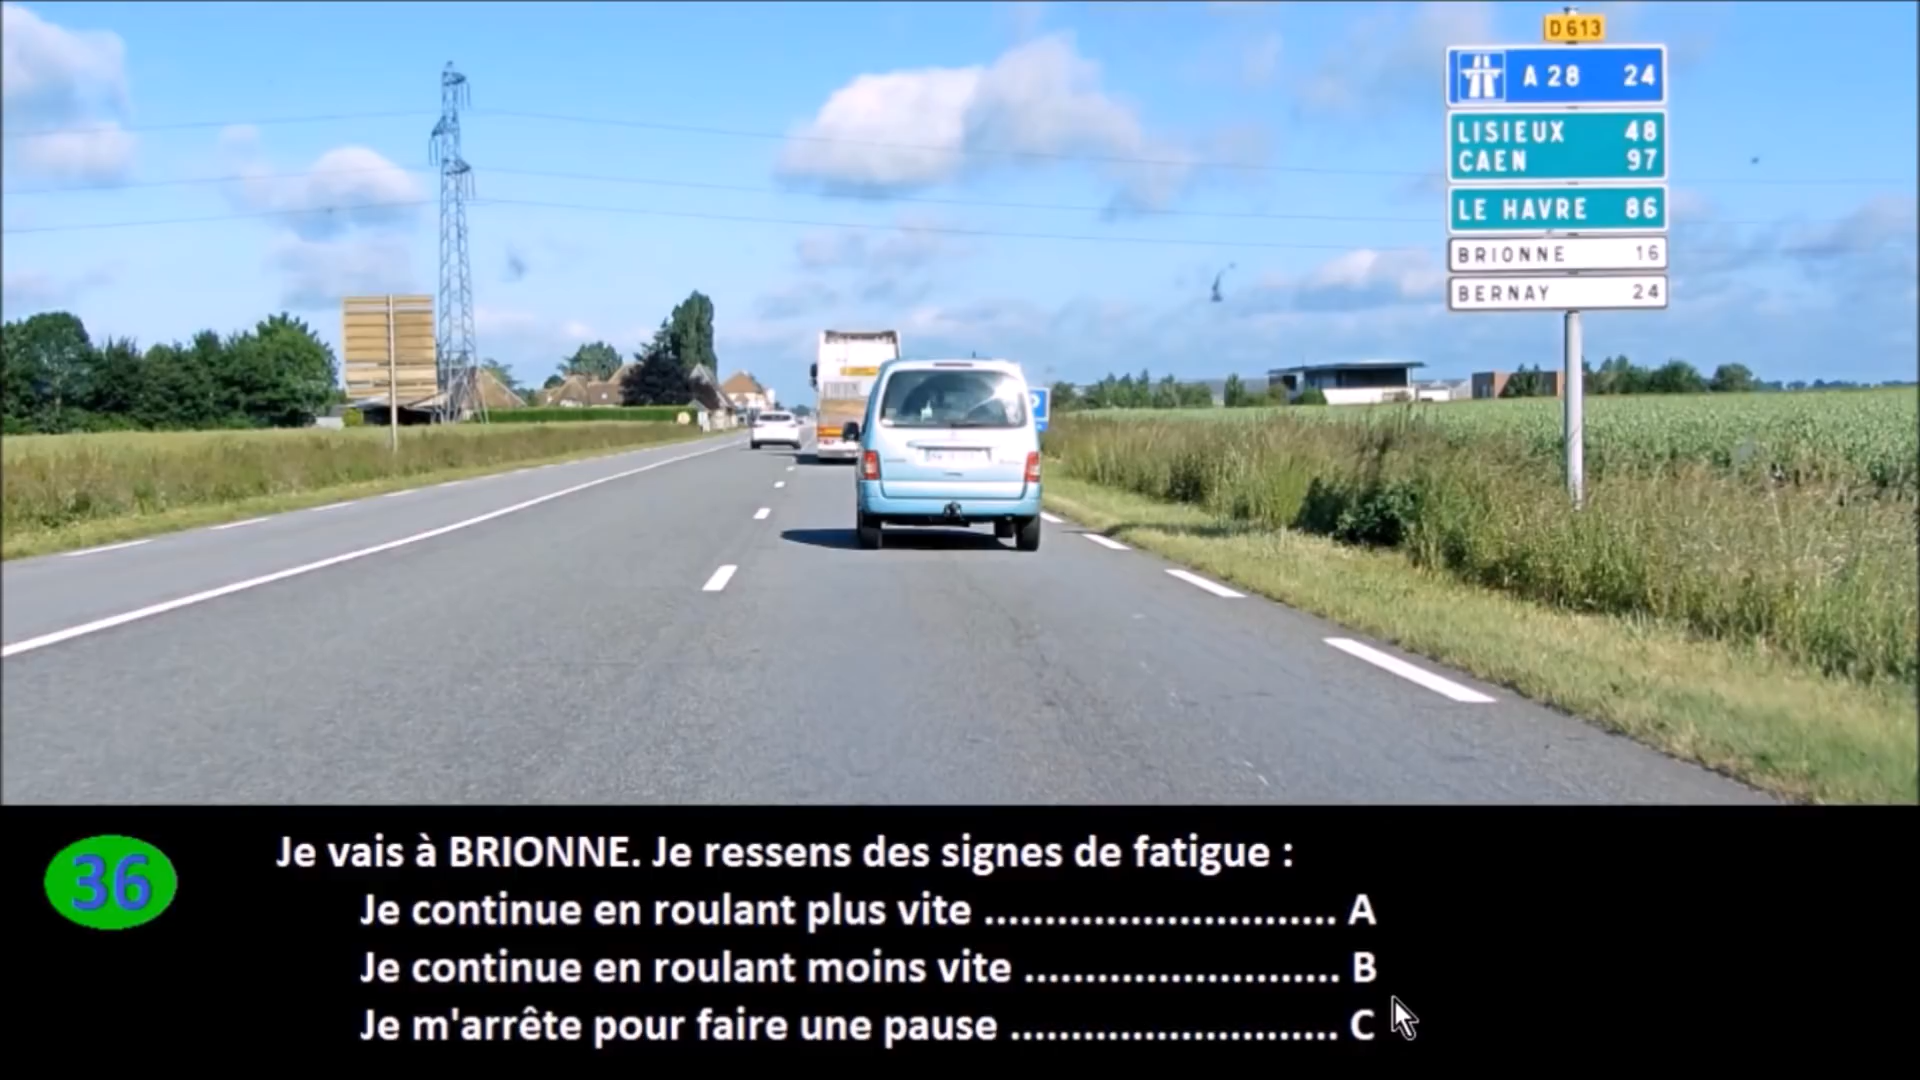 D613
A 28 24
LISIEUX 48
CAEN 97
LE HAVRE 86
BRIONNE 16
BERNAY 24
36
Je vais à BRIONNE. Je ressens des signes de fatigue :
Je continue en roulant plus vite ............................. A
Je continue en roulant moins vite .......................... B
Je m'arrête pour faire une pause ........................... C